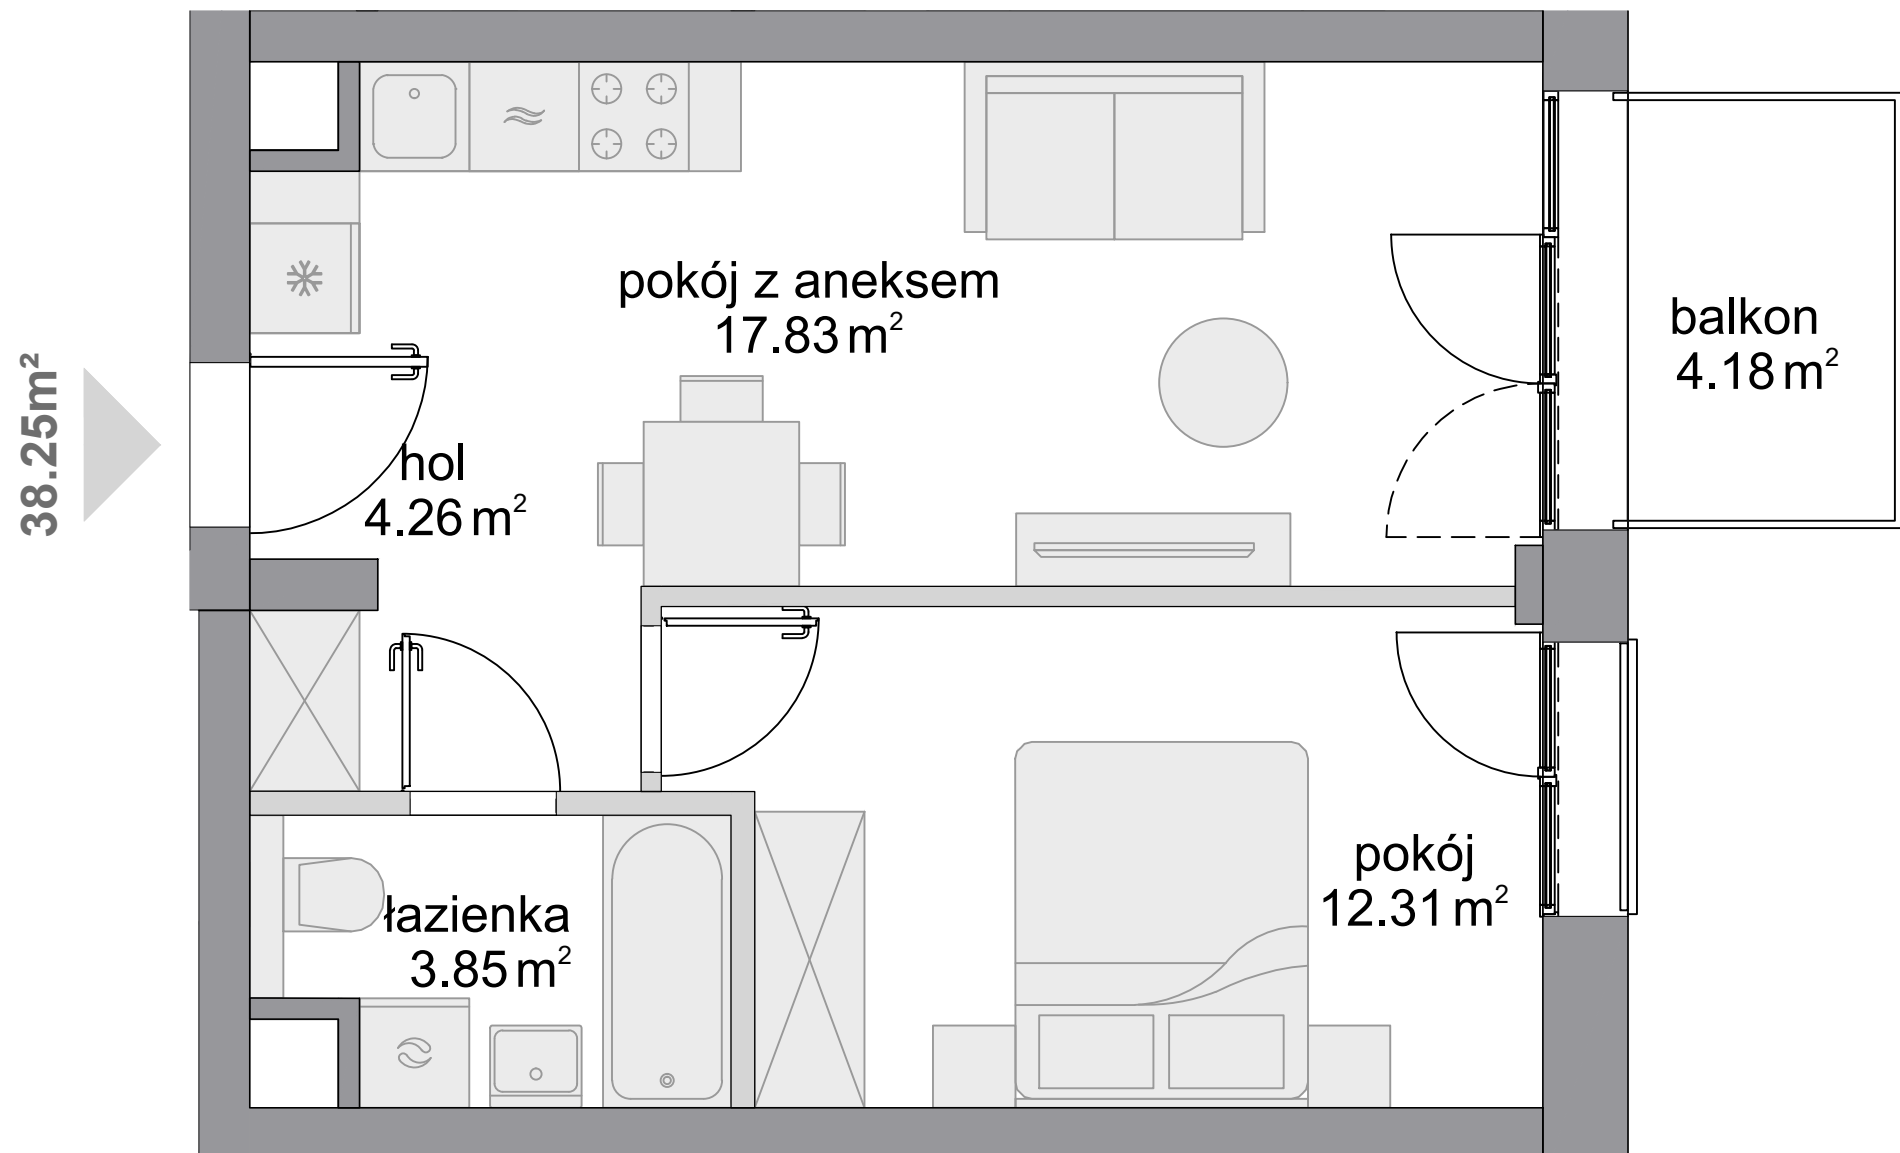 38.25m²
pokój z aneksem
17.83 m²
balkon
4.18 m²
hol
4.26 m²
pokój
12.31 m²
łazienka
3.85 m²